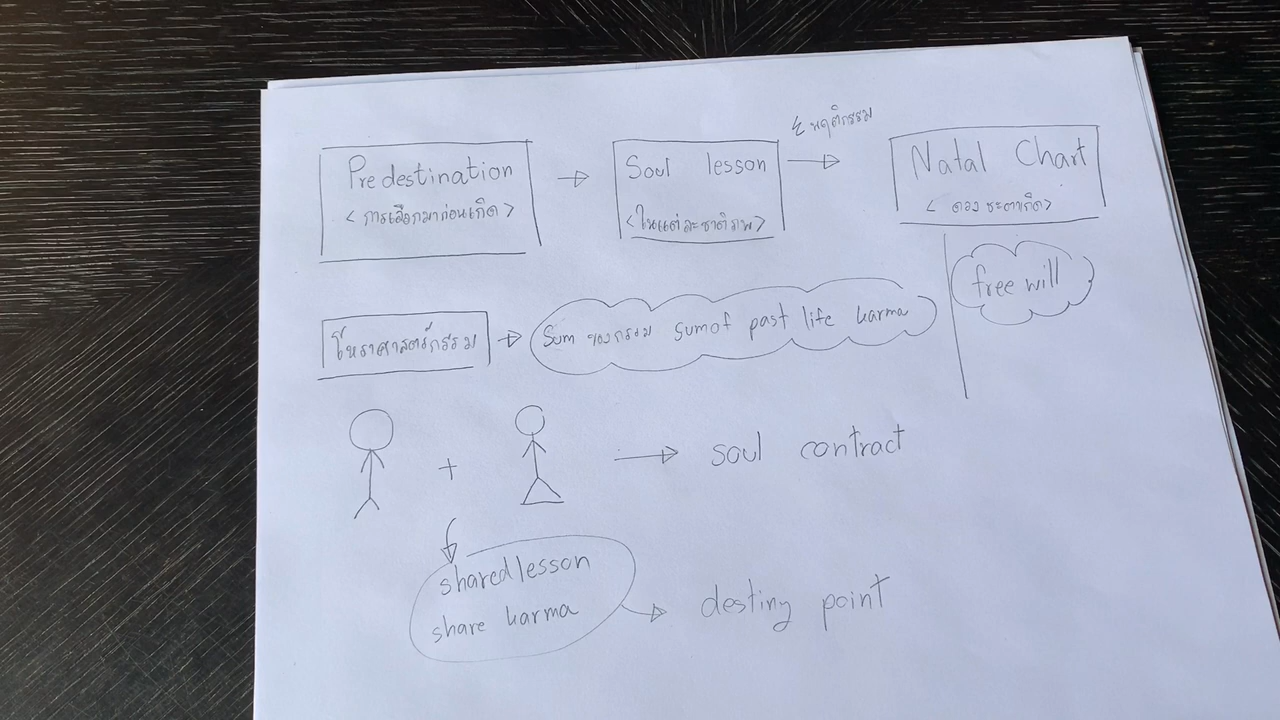 Predestination
<การเลือกมาก่อนเกิด>
Soul lesson
<ในแต่ละชาติภพ>
Σ พฤติกรรม
Natal Chart
< ดวงชะตาเกิด>
free will
โหราศาสตร์กรรม
Sum ของกรรม sum of past life karma
+
soul contract
shared lesson
share karma
destiny point